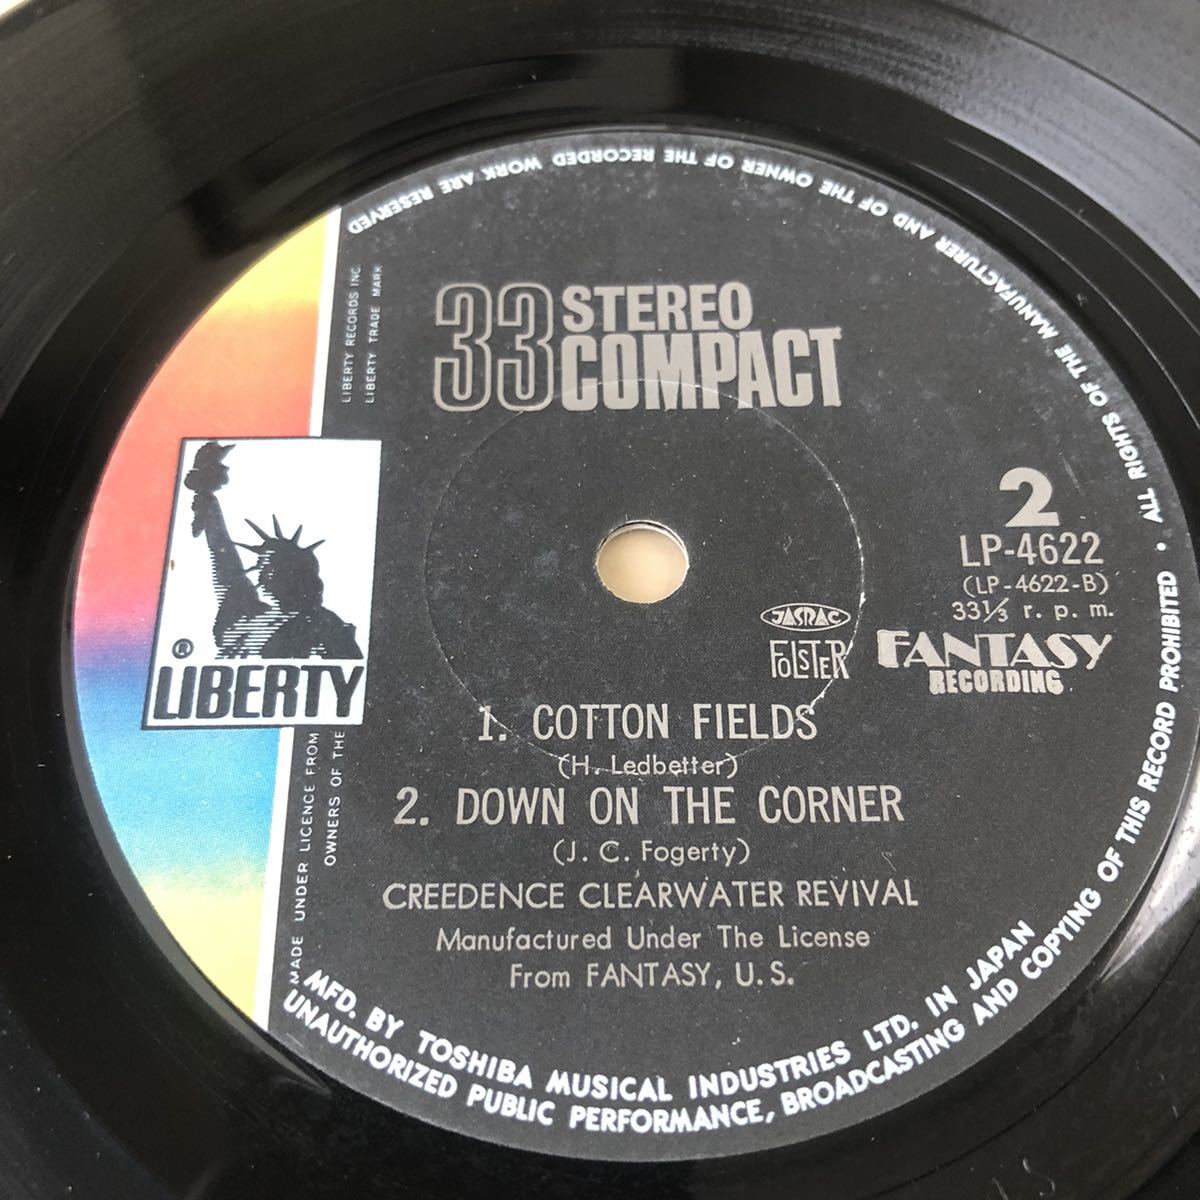 33 STEREO
COMPACT
2
LP-4622
(LP-4622-B)
33⅓ r. p. m.
JASRAC
FOLSTER
FANTASY
RECORDING
LIBERTY RECORDS INC.
LIBERTY TRADE MARK
®
LIBERTY
MADE UNDER LICENCE FROM
OWNERS OF THE
1. COTTON FIELDS
(H. Ledbetter)
2. DOWN ON THE CORNER
(J. C. Fogerty)
CREEDENCE CLEARWATER REVIVAL
Manufactured Under The License
From FANTASY, U.S.
MFD. BY TOSHIBA MUSICAL INDUSTRIES LTD. IN JAPAN
UNAUTHORIZED PUBLIC PERFORMANCE, BROADCASTING AND COPYING OF THIS RECORD PROHIBITED • ALL RIGHTS OF THE MANUFACTURER AND OF THE OWNER OF THE RECORDED WORK ARE RESERVED